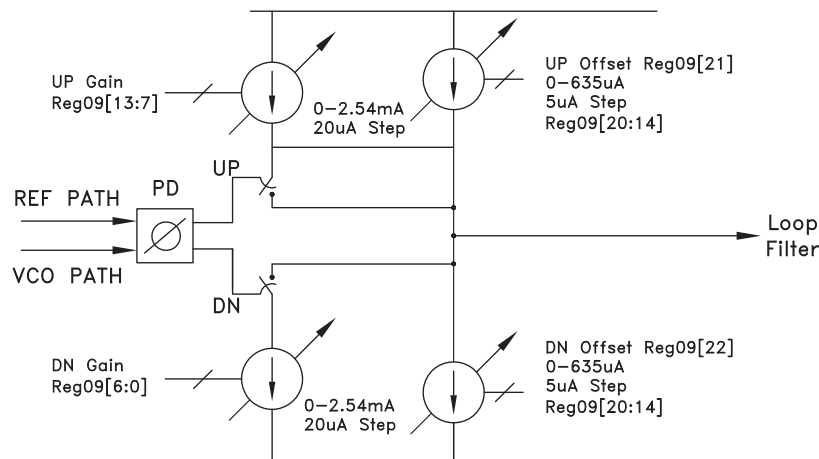 UP Gain
Reg09[13:7]
0-2.54mA
20uA Step
UP Offset Reg09[21]
0-635uA
5uA Step
Reg09[20:14]
UP
REF PATH
PD
VCO PATH
Loop
Filter
DN
DN Gain
Reg09[6:0]
0-2.54mA
20uA Step
DN Offset Reg09[22]
0-635uA
5uA Step
Reg09[20:14]